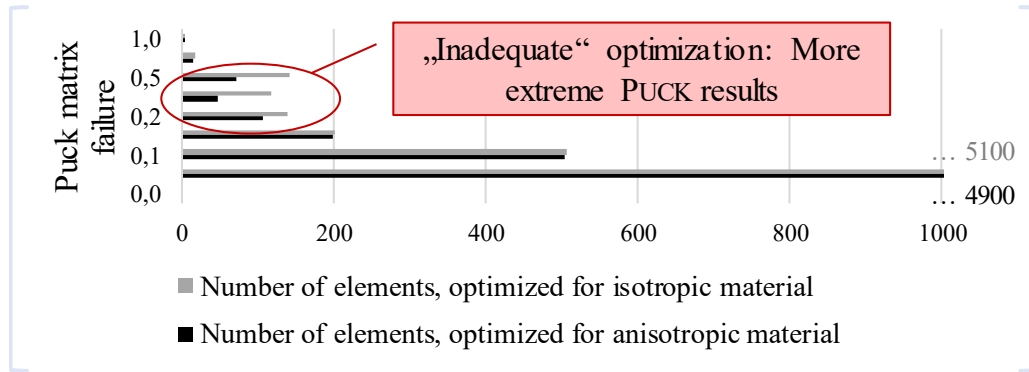 „Inadequate“ optimization: More
extreme PUCK results
Puck matrix
failure
1,0
0,5
0,2
0,1
0,0
... 5100
... 4900
0 200 400 600 800 1000
Number of elements, optimized for isotropic material
Number of elements, optimized for anisotropic material